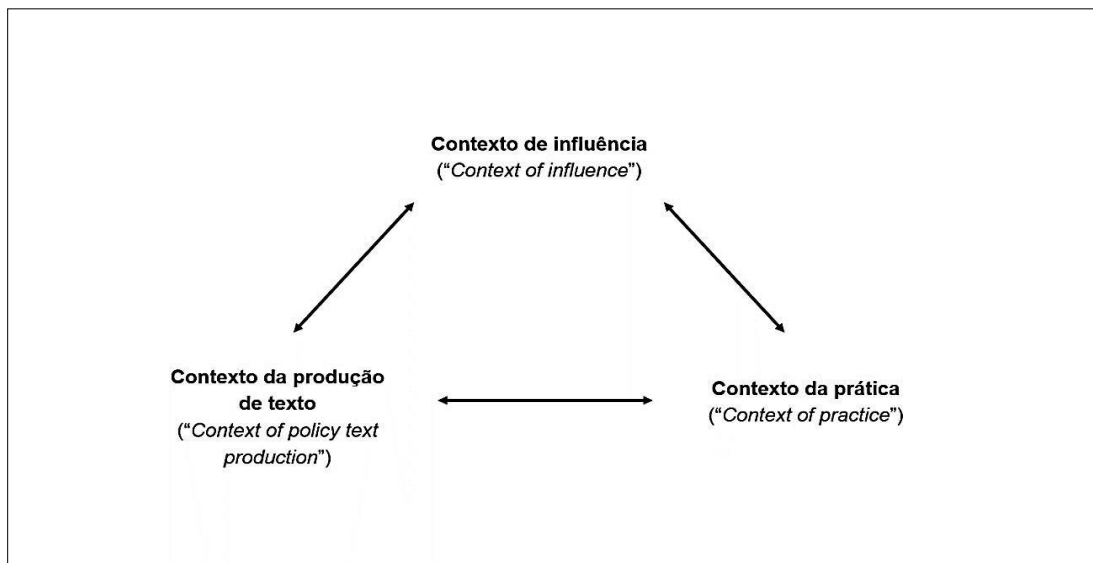 Contexto de influência
(“Context of influence”)
Contexto da produção
de texto
(“Context of policy text
production”)
Contexto da prática
(“Context of practice”)